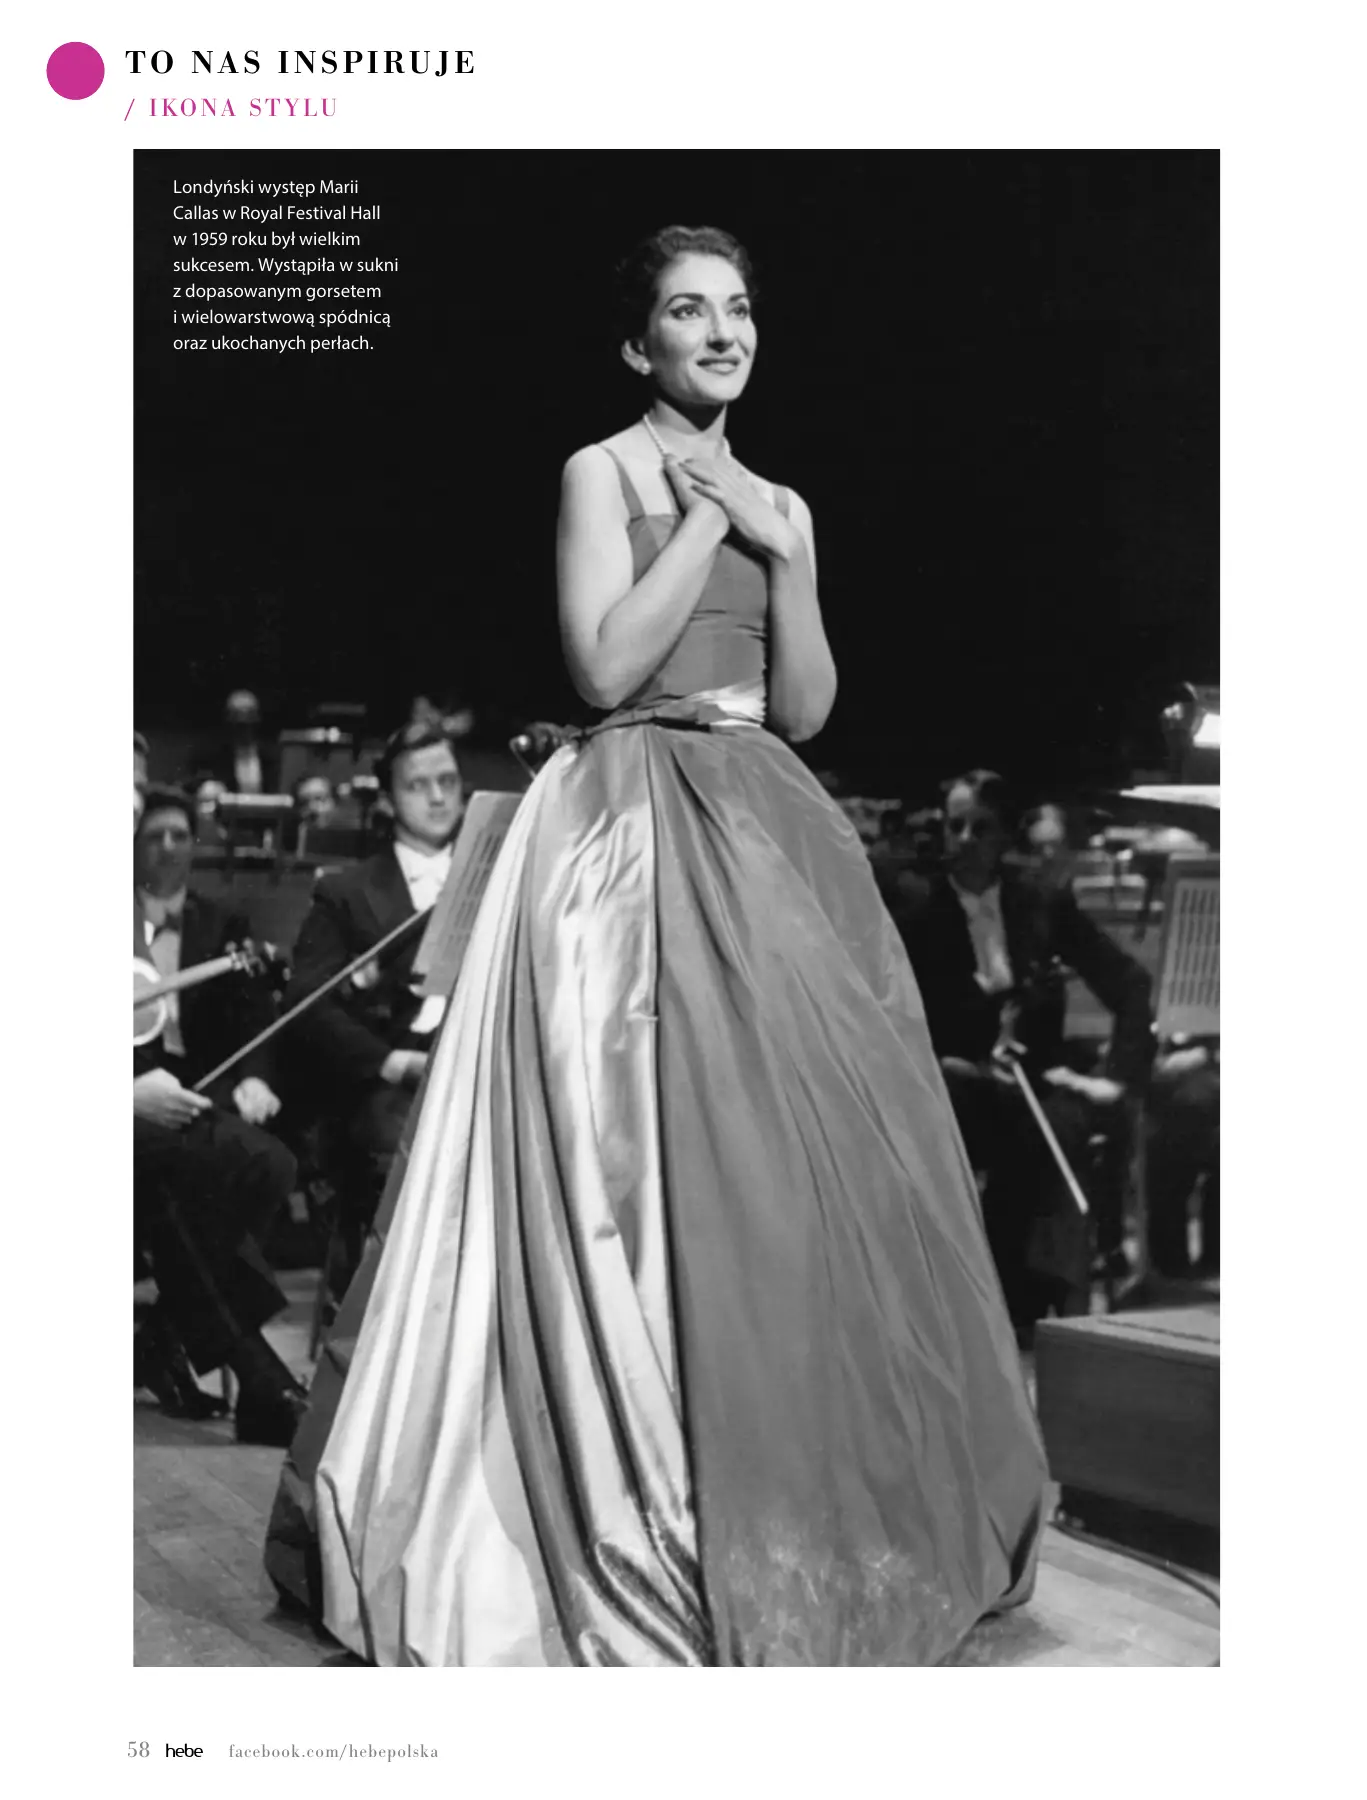 TO NAS INSPIRUJE
/ IKONA STYLU
Londyński występ Marii
Callas w Royal Festival Hall
w 1959 roku był wielkim
sukcesem. Wystąpiła w sukni
z dopasowanym gorsetem
i wielowarstwową spódnicą
oraz ukochanych perłach.
58 hebe facebook.com/hebepolska